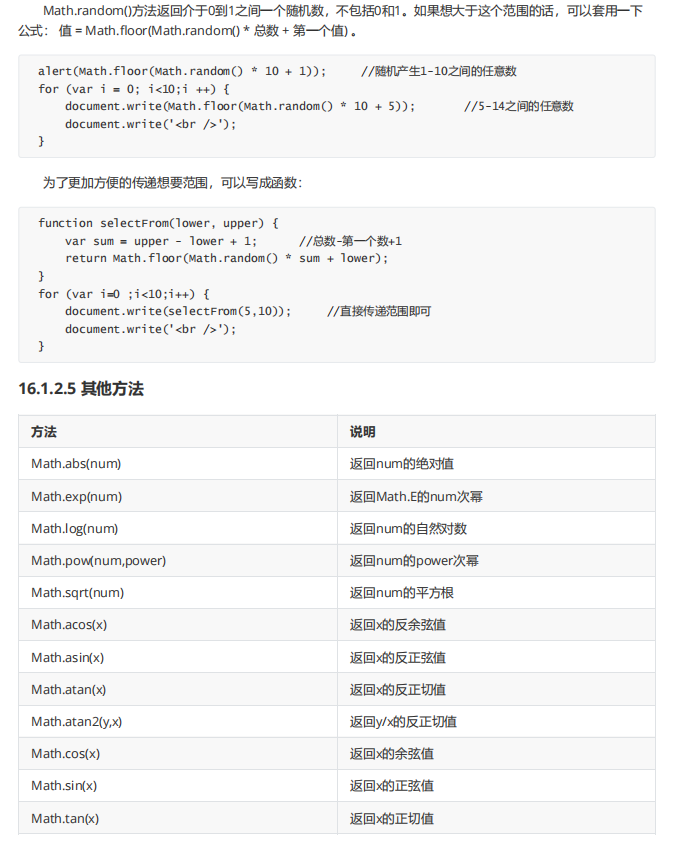 Math.random()方法返回介于0到1之间一个随机数，不包括0和1。如果想大于这个范围的话，可以套用一下
公式： 值 = Math.floor(Math.random() * 总数 + 第一个值) 。
alert(Math.floor(Math.random() * 10 + 1));     //随机产生1-10之间的任意数
for (var i = 0; i<10;i ++) {
    document.write(Math.floor(Math.random() * 10 + 5));       //5-14之间的任意数
    document.write('<br />');
}
为了更加方便的传递想要范围，可以写成函数：
function selectFrom(lower, upper) {
    var sum = upper - lower + 1;      //总数-第一个数+1
    return Math.floor(Math.random() * sum + lower);
}
for (var i=0 ;i<10;i++) {
    document.write(selectFrom(5,10));     //直接传递范围即可
    document.write('<br />');
}
16.1.2.5 其他方法
方法 说明
Math.abs(num) 返回num的绝对值
Math.exp(num) 返回Math.E的num次幂
Math.log(num) 返回num的自然对数
Math.pow(num,power) 返回num的power次幂
Math.sqrt(num) 返回num的平方根
Math.acos(x) 返回x的反余弦值
Math.asin(x) 返回x的反正弦值
Math.atan(x) 返回x的反正切值
Math.atan2(y,x) 返回y/x的反正切值
Math.cos(x) 返回x的余弦值
Math.sin(x) 返回x的正弦值
Math.tan(x) 返回x的正切值